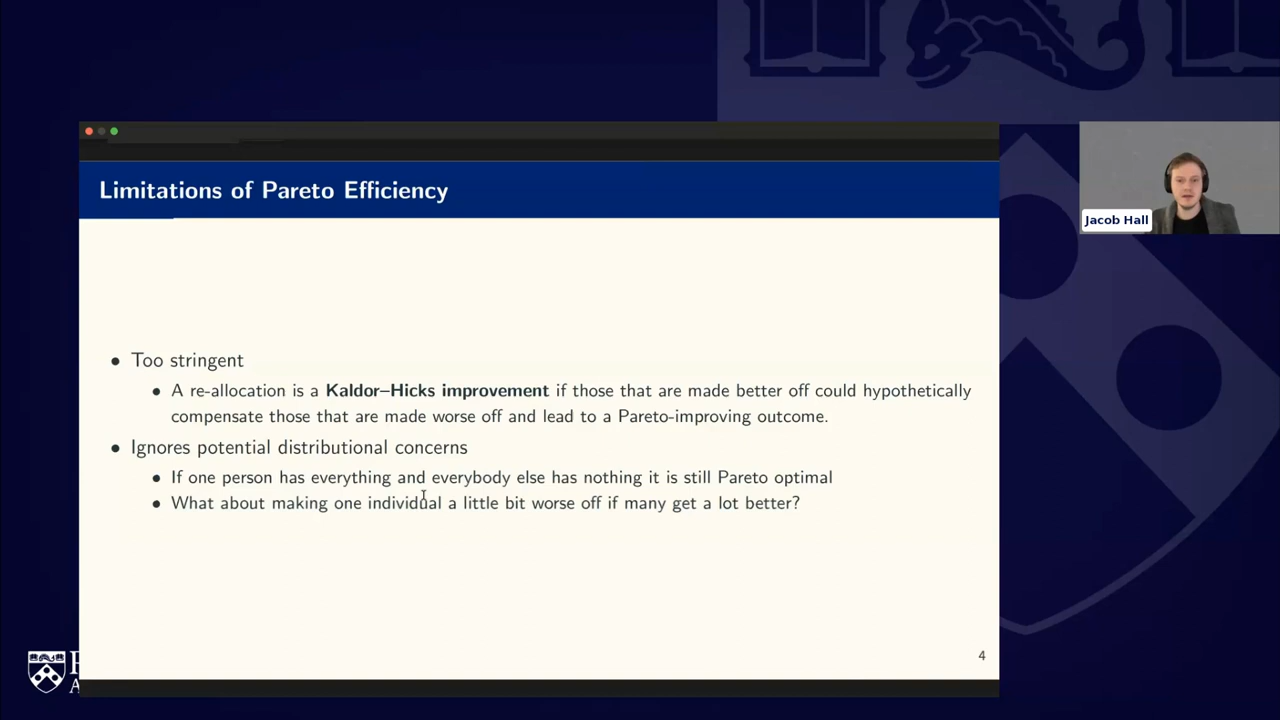 Limitations of Pareto Efficiency
Jacob Hall
• Too stringent
• A re-allocation is a Kaldor–Hicks improvement if those that are made better off could hypothetically
compensate those that are made worse off and lead to a Pareto-improving outcome.
• Ignores potential distributional concerns
• If one person has everything and everybody else has nothing it is still Pareto optimal
• What about making one individual a little bit worse off if many get a lot better?
4